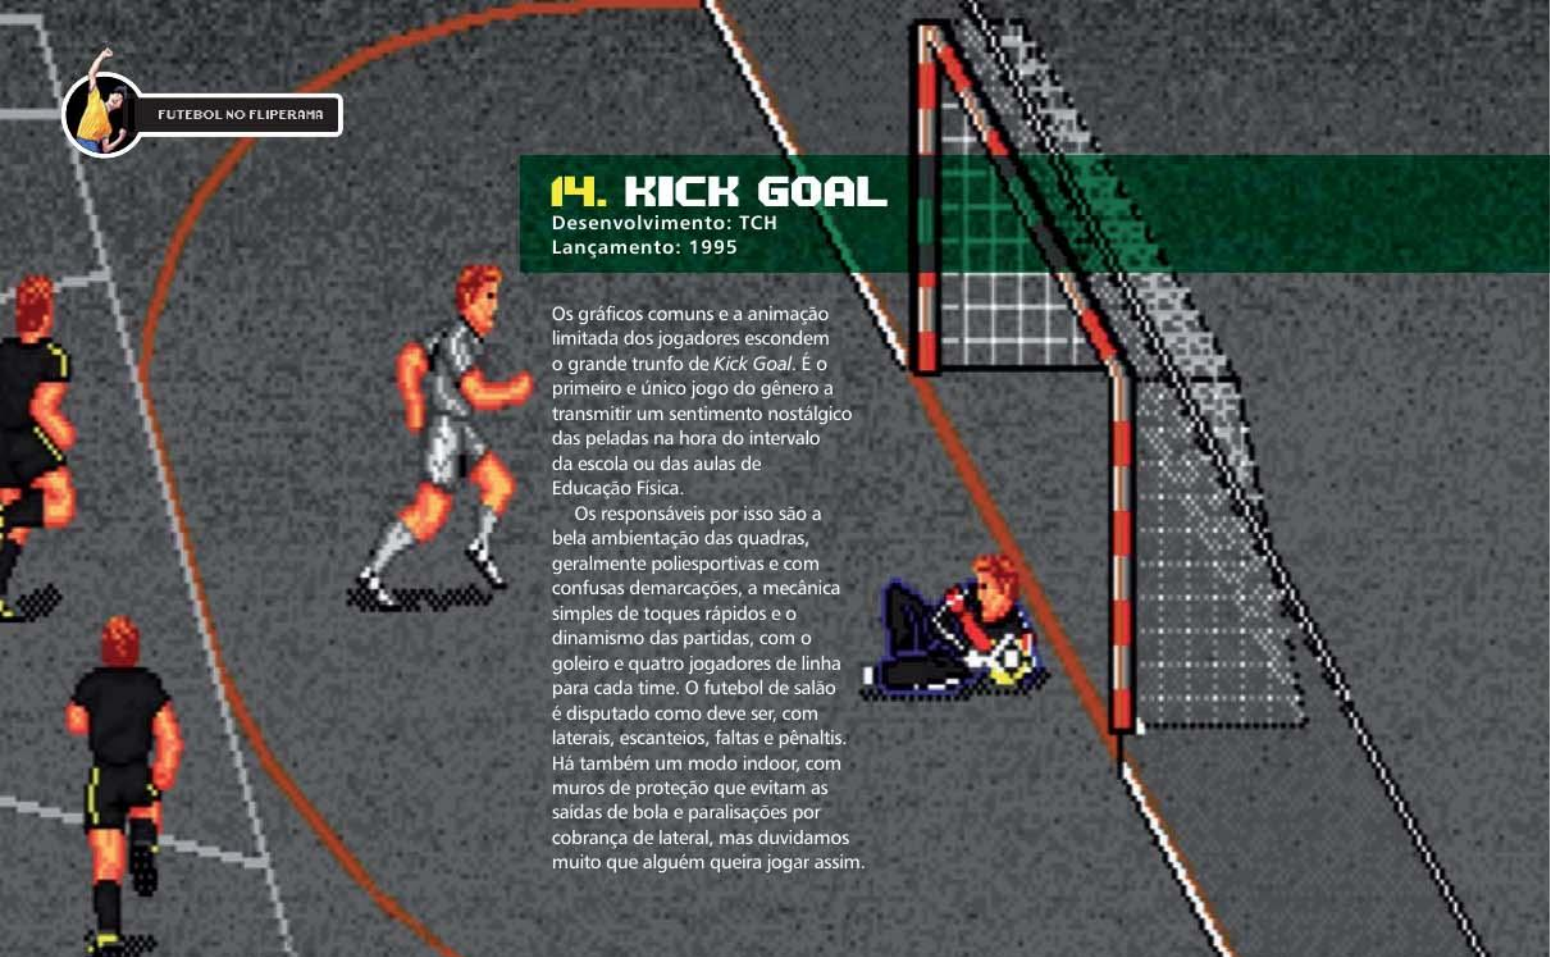 FUTEBOL NO FLIPERAMA
14. KICK GOAL
Desenvolvimento: TCH
Lançamento: 1995
Os gráficos comuns e a animação
limitada dos jogadores escondem
o grande trunfo de Kick Goal. É o
primeiro e único jogo do gênero a
transmitir um sentimento nostálgico
das peladas na hora do intervalo
da escola ou das aulas de
Educação Física.
Os responsáveis por isso são a
bela ambientação das quadras,
geralmente poliesportivas e com
confusas demarcações, a mecânica
simples de toques rápidos e o
dinamismo das partidas, com o
goleiro e quatro jogadores de linha
para cada time. O futebol de salão
é disputado como deve ser, com
laterais, escanteios, faltas e pênaltis.
Há também um modo indoor, com
muros de proteção que evitam as
saídas de bola e paralisações por
cobrança de lateral, mas duvidamos
muito que alguém queira jogar assim.